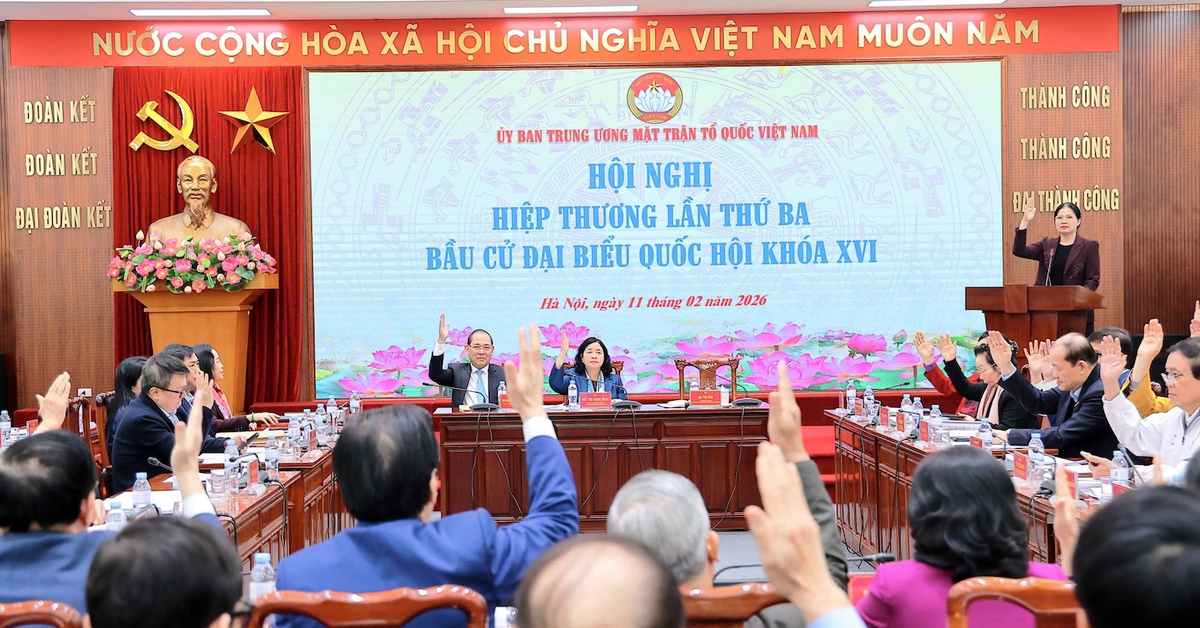 NƯỚC CỘNG HÒA XÃ HỘI CHỦ NGHĨA VIỆT NAM MUÔN NĂM
ĐOÀN KẾT
ĐOÀN KẾT
ĐẠI ĐOÀN KẾT
ỦY BAN TRUNG ƯƠNG MẶT TRẬN TỔ QUỐC VIỆT NAM
HỘI NGHỊ
HIỆP THƯƠNG LẦN THỨ BA
BẦU CỬ ĐẠI BIỂU QUỐC HỘI KHÓA XVI
Hà Nội, ngày 11 tháng 02 năm 2026
THÀNH CÔNG
THÀNH CÔNG
ĐẠI THÀNH CÔNG